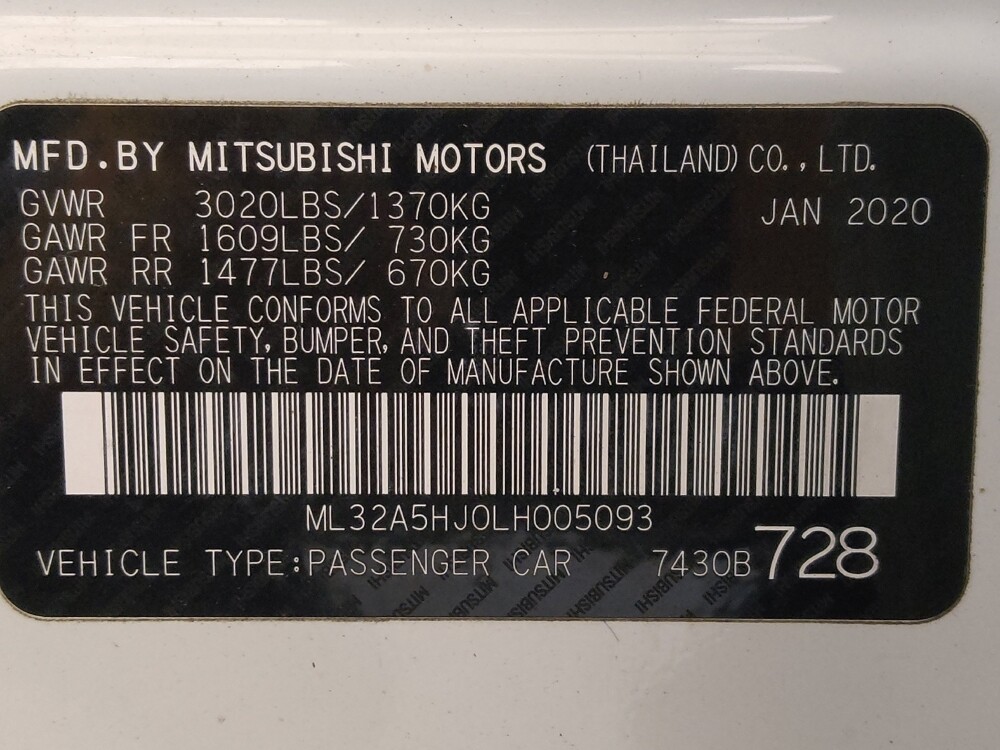 MFD.BY MITSUBISHI MOTORS (THAILAND) CO., LTD.
GVWR 3020LBS/1370KG JAN 2020
GAWR FR 1609LBS/ 730KG
GAWR RR 1477LBS/ 670KG
THIS VEHICLE CONFORMS TO ALL APPLICABLE FEDERAL MOTOR
VEHICLE SAFETY, BUMPER, AND THEFT PREVENTION STANDARDS
IN EFFECT ON THE DATE OF MANUFACTURE SHOWN ABOVE.
ML32A5HJ0LH005093
VEHICLE TYPE:PASSENGER CAR 7430B 728